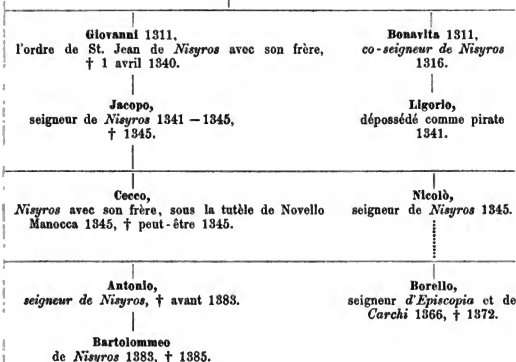 Giovanni 1311,
l'ordre de St. Jean de Nisyros avec son frère,
† 1 avril 1340.
Bonavita 1311,
co-seigneur de Nisyros
1316.
Jacopo,
seigneur de Nisyros 1341 — 1345,
† 1345.
Ligorio,
dépossédé comme pirate
1341.
Cecco,
Nisyros avec son frère, sous la tutèle de Novello
Manocca 1345, † peut-être 1345.
Nicolò,
seigneur de Nisyros 1345.
Antonio,
seigneur de Nisyros, † avant 1383.
Borello,
seigneur d'Episcopia et de
Carchi 1366, † 1372.
Bartolommeo
de Nisyros 1383, † 1385.